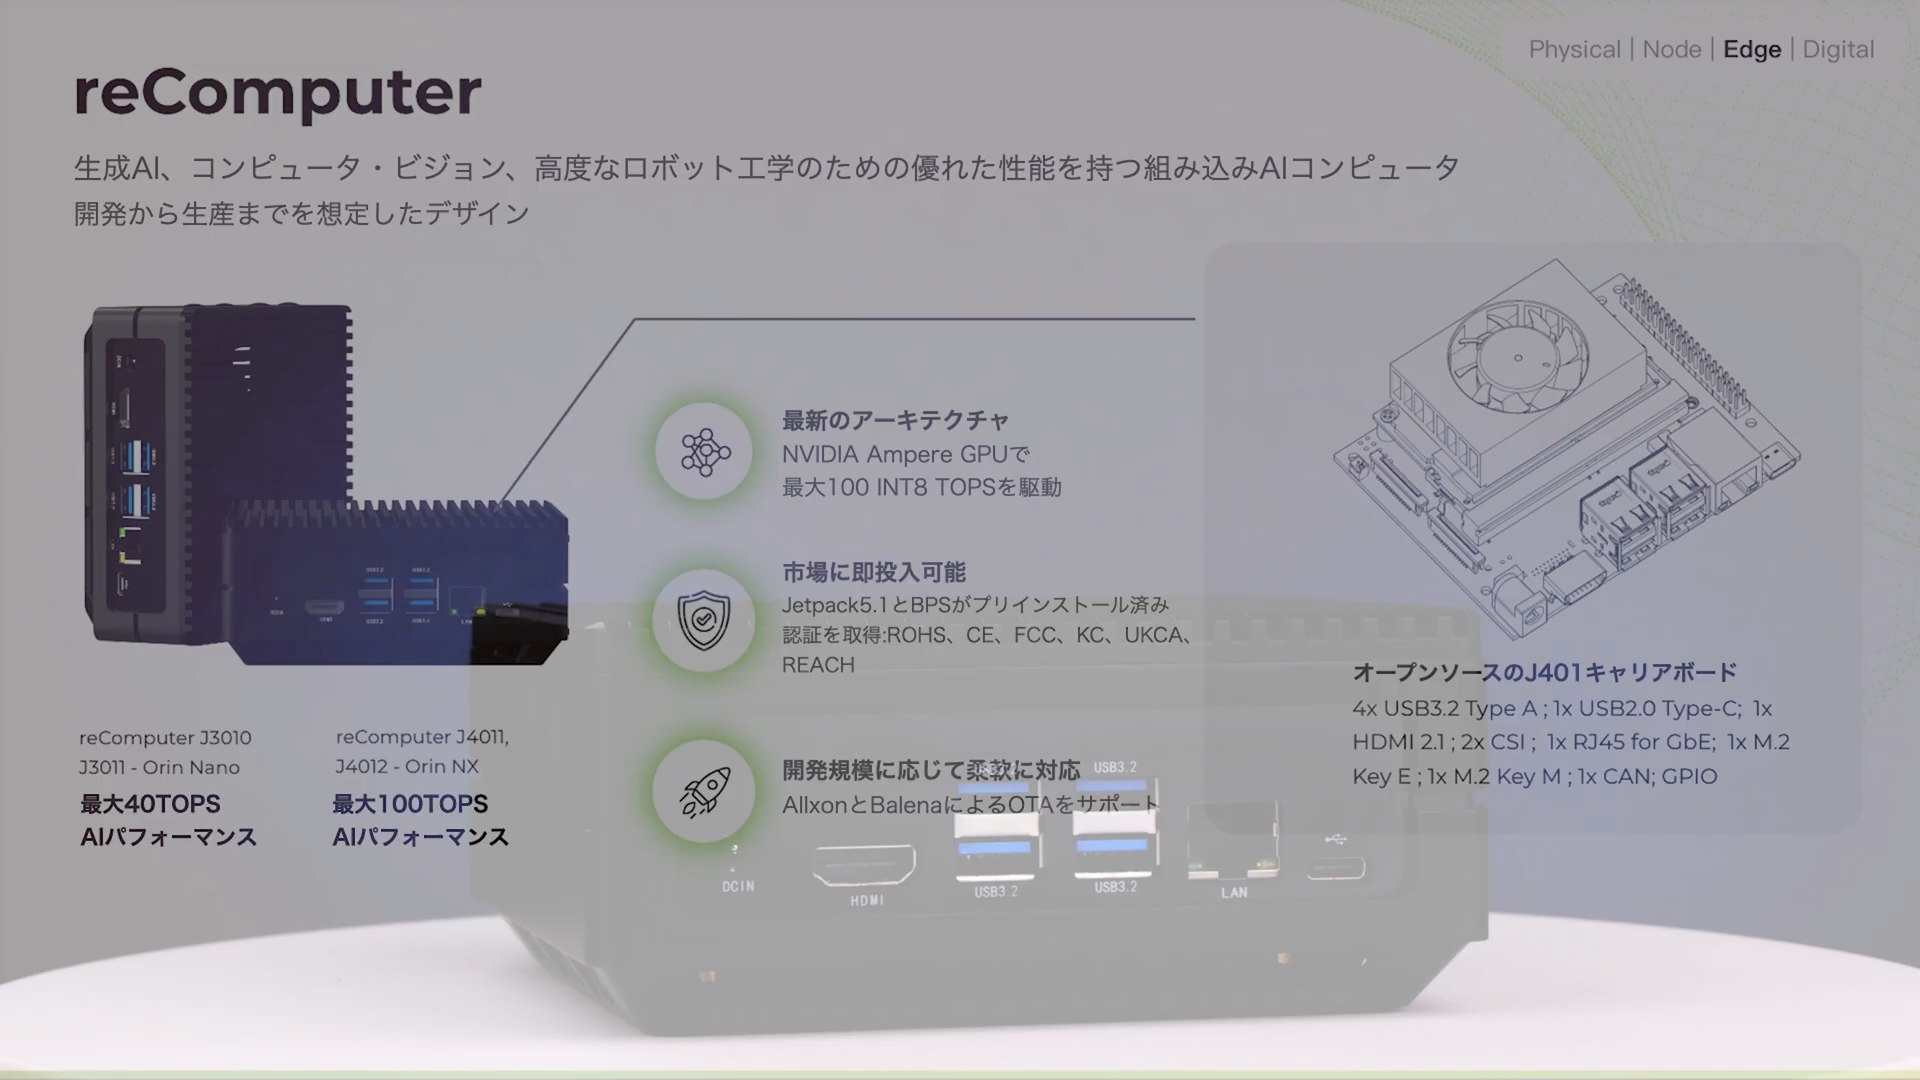 Physical | Node | Edge | Digital
reComputer
生成AI、コンピュータ・ビジョン、高度なロボット工学のための優れた性能を持つ組み込みAIコンピュータ
開発から生産までを想定したデザイン
最新のアーキテクチャ
NVIDIA Ampere GPUで
最大100 INT8 TOPSを駆動
市場に即投入可能
Jetpack5.1とBPSがプリインストール済み
認証を取得:ROHS、CE、FCC、KC、UKCA、
REACH
開発規模に応じて柔軟に対応
AllxonとBalenaによるOTAをサポート
reComputer J3010
J3011 - Orin Nano
最大40TOPS
AIパフォーマンス
reComputer J4011,
J4012 - Orin NX
最大100TOPS
AIパフォーマンス
オープンソースのJ401キャリアボード
4x USB3.2 Type A ; 1x USB2.0 Type-C; 1x
HDMI 2.1 ; 2x CSI ; 1x RJ45 for GbE; 1x M.2
Key E ; 1x M.2 Key M ; 1x CAN; GPIO
USB3.2
DCIN
HDMI
USB3.2
USB3.2
LAN